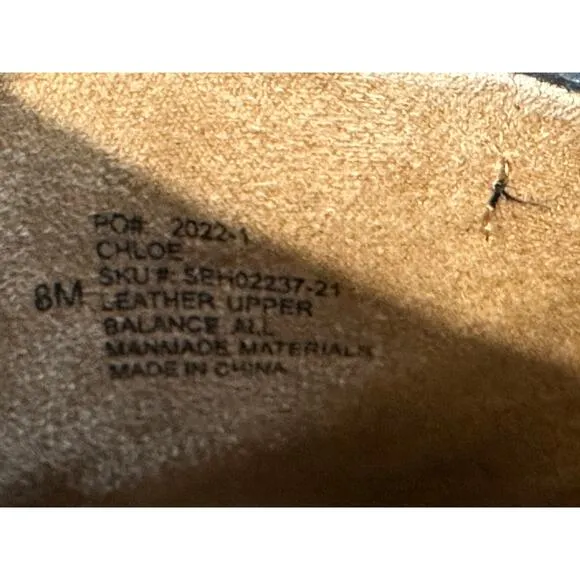 PO#: 2022-1
CHLOE
SKU#: SEH02237-21
8M LEATHER UPPER
BALANCE ALL
MANMADE MATERIALS
MADE IN CHINA